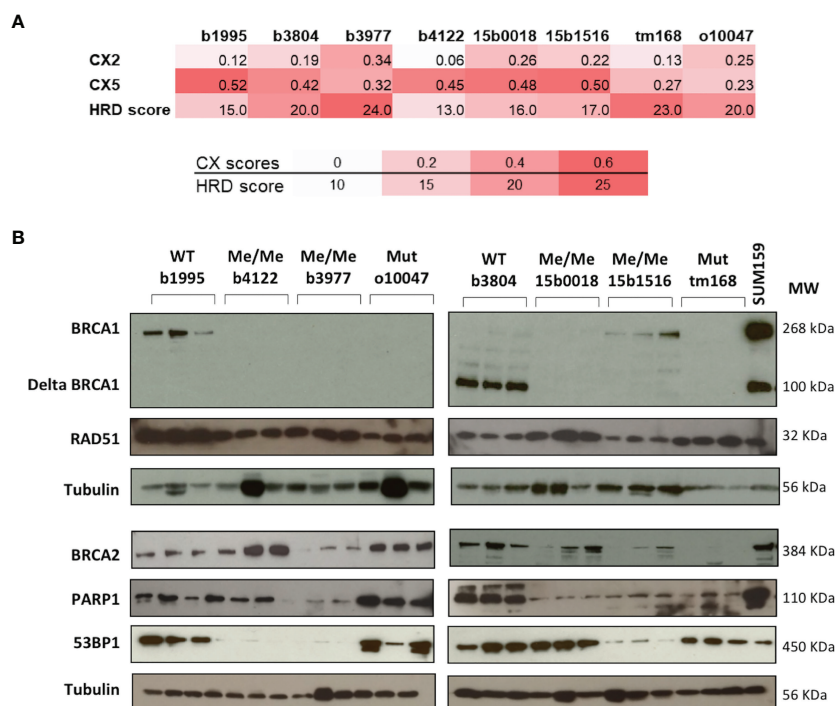 A
b1995 b3804 b3977 b4122 15b0018 15b1516 tm168 o10047
CX2 0.12 0.19 0.34 0.06 0.26 0.22 0.13 0.25
CX5 0.52 0.42 0.32 0.45 0.48 0.50 0.27 0.23
HRD score 15.0 20.0 24.0 13.0 16.0 17.0 23.0 20.0
CX scores 0 0.2 0.4 0.6
HRD score 10 15 20 25
B
WT Me/Me Me/Me Mut WT Me/Me Me/Me Mut SUM159
b1995 b4122 b3977 o10047 b3804 15b0018 15b1516 tm168 MW
BRCA1 268 kDa
Delta BRCA1 100 kDa
RAD51 32 KDa
Tubulin 56 kDa
BRCA2 384 KDa
PARP1 110 KDa
53BP1 450 KDa
Tubulin 56 KDa